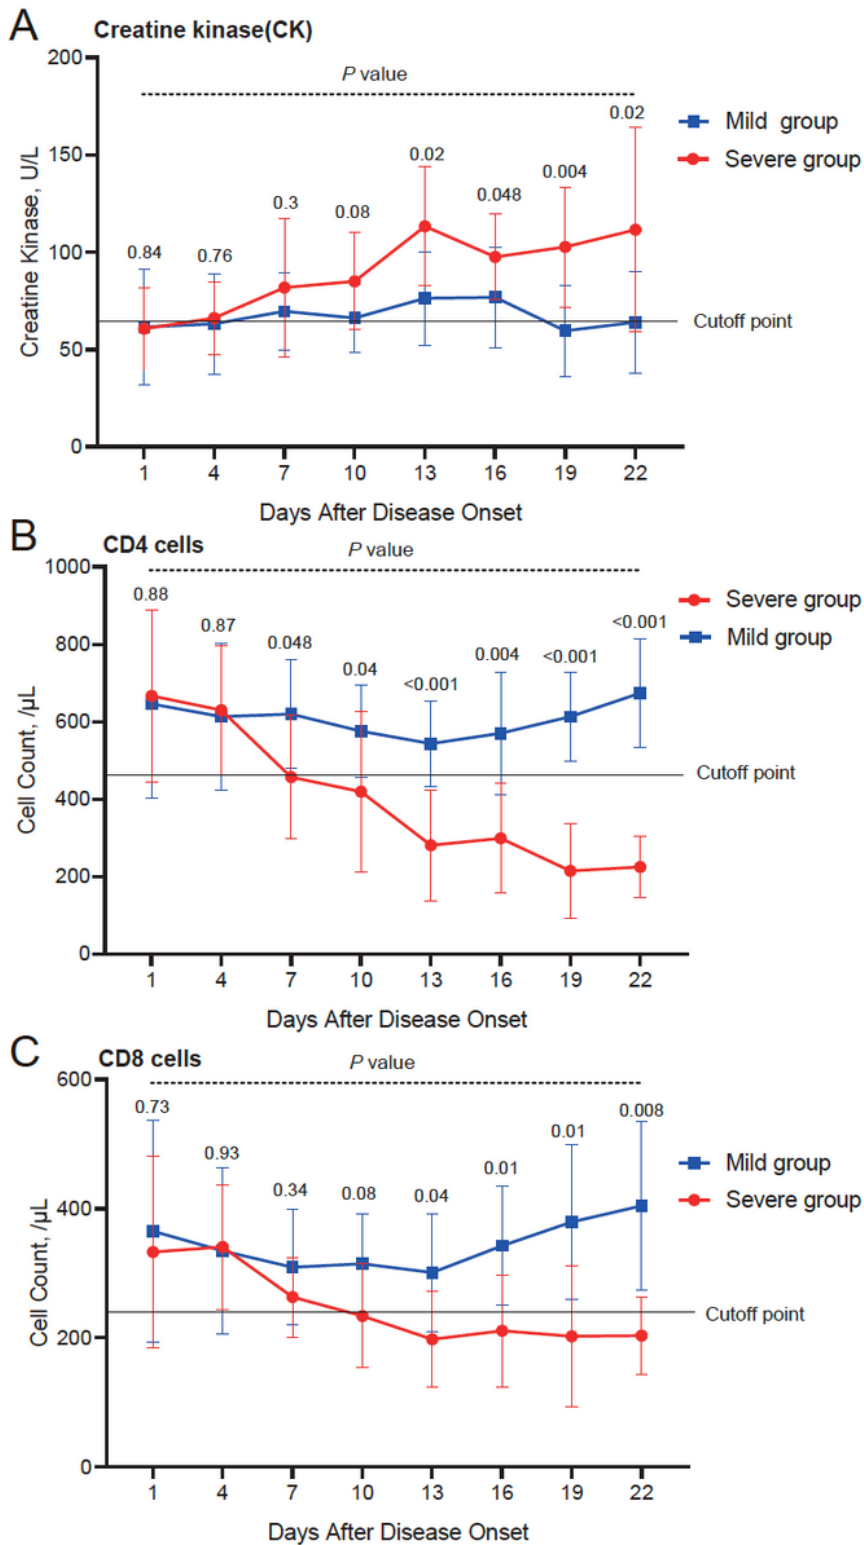 A
Creatine kinase(CK)
P value
200
150
100
50
0
Creatine Kinase, U/L
0.84
0.76
0.3
0.08
0.02
0.048
0.004
0.02
Mild group
Severe group
Cutoff point
1 4 7 10 13 16 19 22
Days After Disease Onset
B
CD4 cells
P value
1000
800
600
400
200
0
Cell Count, /μL
0.88
0.87
0.048
0.04
<0.001
0.004
<0.001
<0.001
Severe group
Mild group
Cutoff point
1 4 7 10 13 16 19 22
Days After Disease Onset
C
CD8 cells
P value
600
400
200
0
Cell Count, /μL
0.73
0.93
0.34
0.08
0.04
0.01
0.01
0.008
Mild group
Severe group
Cutoff point
1 4 7 10 13 16 19 22
Days After Disease Onset